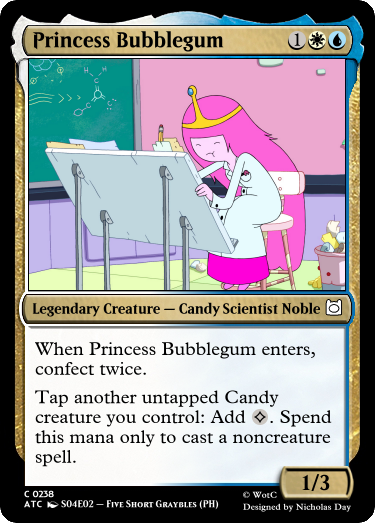 Princess Bubblegum 1
Legendary Creature — Candy Scientist Noble
When Princess Bubblegum enters,
confect twice.
Tap another untapped Candy
creature you control: Add . Spend
this mana only to cast a noncreature
spell.
1/3
C 0238
ATC S04E02 – Five Short Graybles (PH)
© WotC
Designed by Nicholas Day